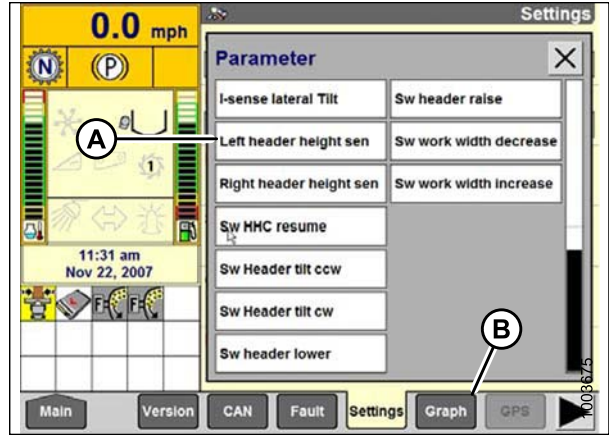 0.0 mph
Settings
N
(P)
Parameter
X
I-sense lateral Tilt
Sw header raise
A
Left header height sen
Sw work width decrease
1
Right header height sen
Sw work width increase
Sw HHC resume
11:31 am
Nov 22, 2007
Sw Header tilt ccw
Sw Header tilt cw
B
Sw header lower
L
F
F
Main
Version
CAN
Fault
Settings
Graph
GPS
1003675